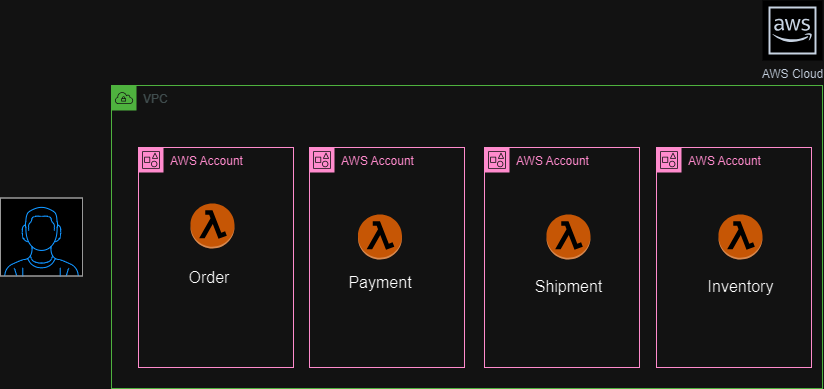 aws
AWS Cloud
VPC
AWS Account
AWS Account
AWS Account
AWS Account
Order
Payment
Shipment
Inventory